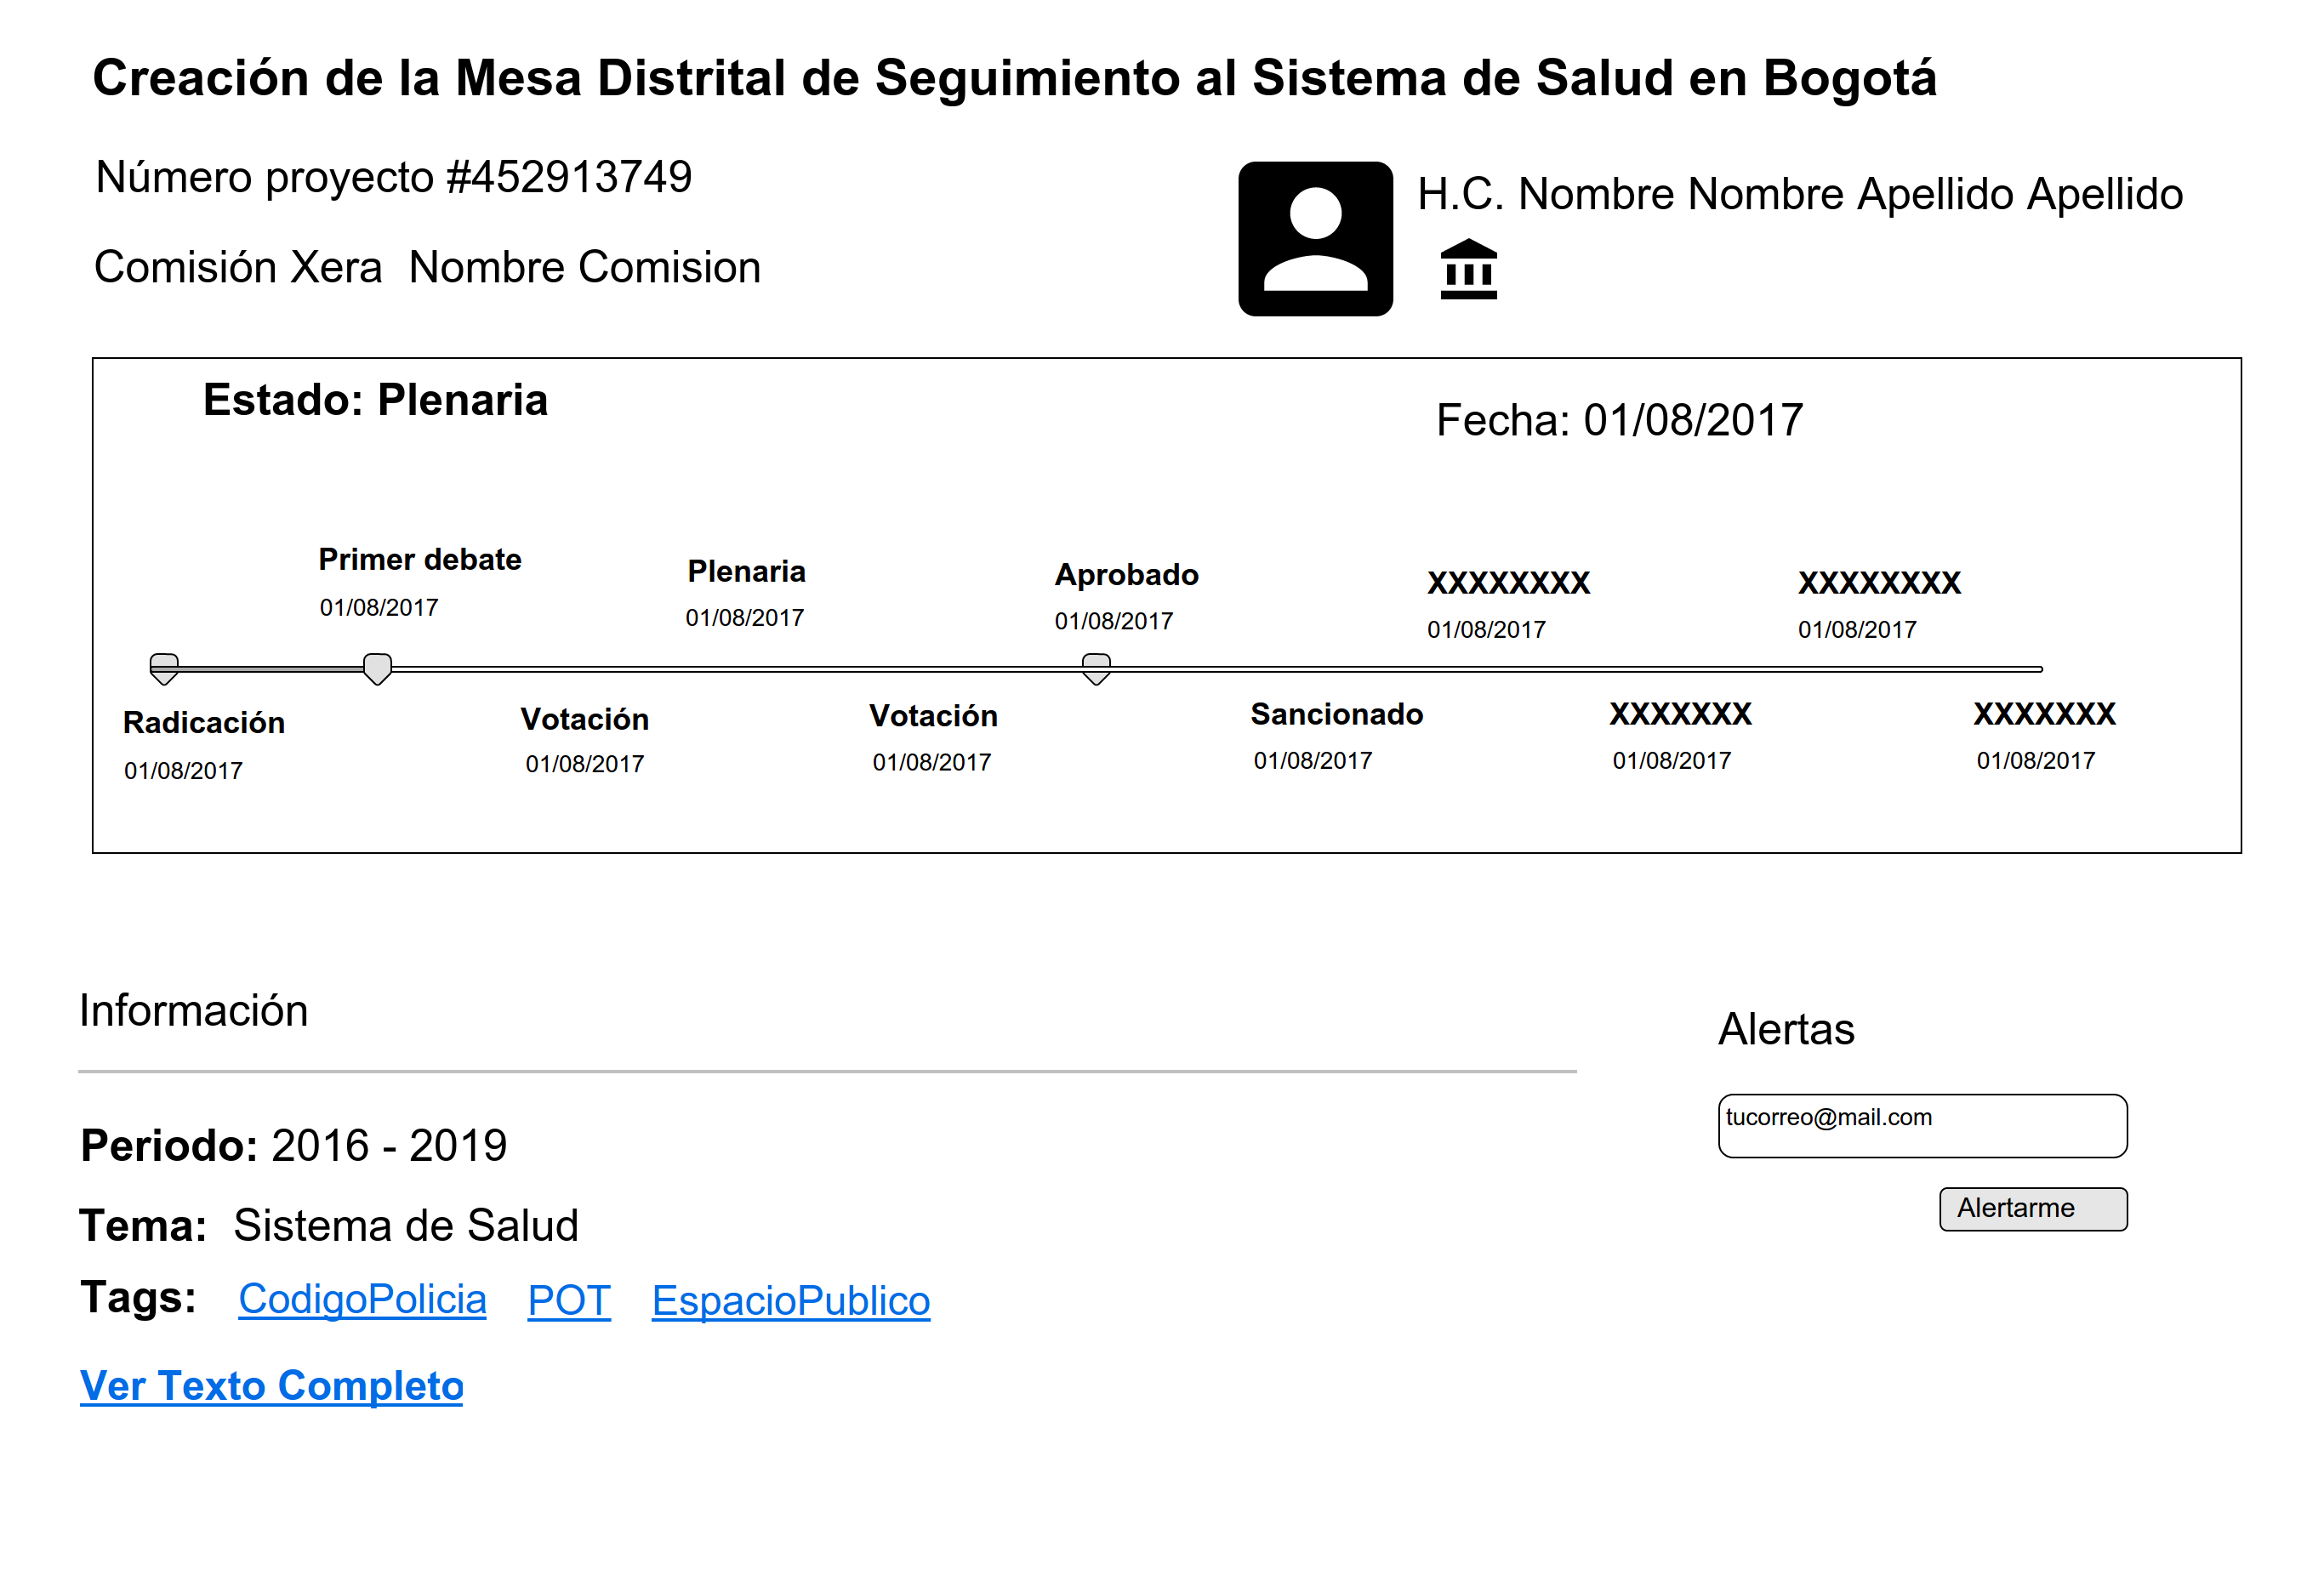 Creación de la Mesa Distrital de Seguimiento al Sistema de Salud en Bogotá
Número proyecto #452913749
H.C. Nombre Nombre Apellido Apellido
Comisión Xera  Nombre Comision
Estado: Plenaria
Fecha: 01/08/2017
Primer debate
01/08/2017
Plenaria
01/08/2017
Aprobado
01/08/2017
XXXXXXXX
01/08/2017
XXXXXXXX
01/08/2017
Radicación
01/08/2017
Votación
01/08/2017
Votación
01/08/2017
Sancionado
01/08/2017
XXXXXXX
01/08/2017
XXXXXXX
01/08/2017
Información
Periodo: 2016 - 2019
Tema:  Sistema de Salud
Tags: CodigoPolicia POT EspacioPublico
Ver Texto Completo
Alertas
tucorreo@mail.com
Alertarme